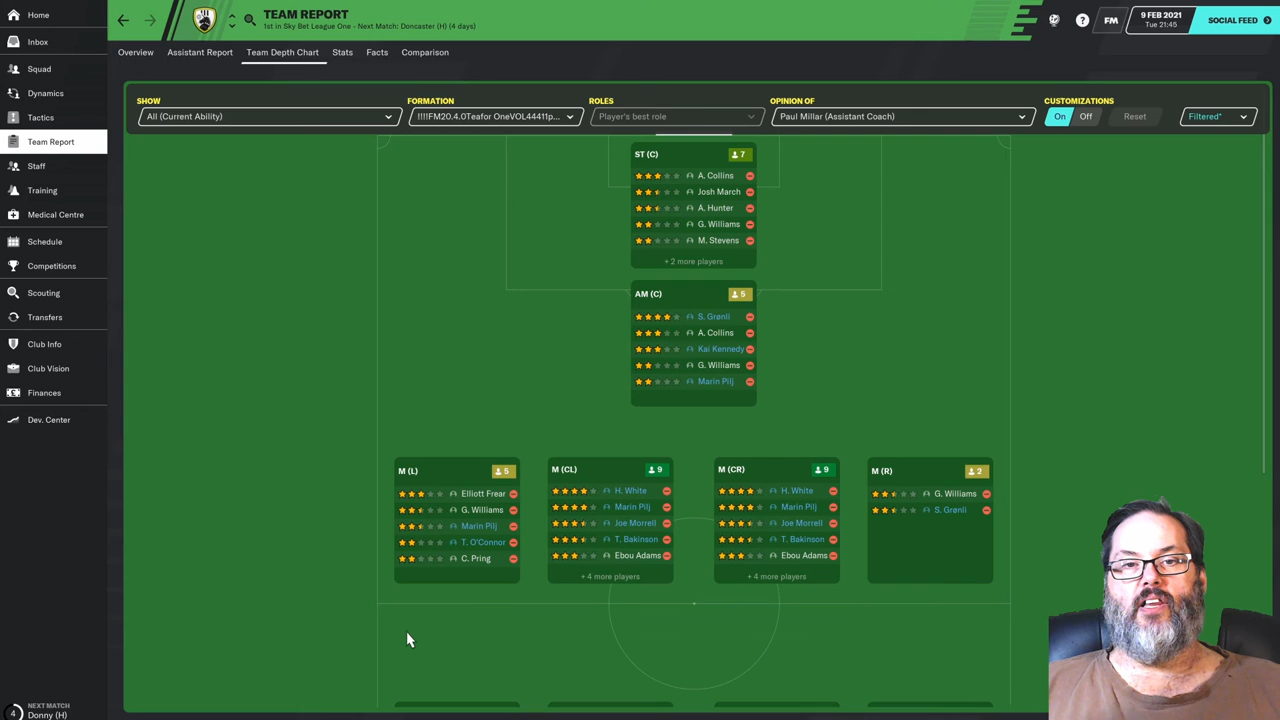 Home
TEAM REPORT
1st in Sky Bet League One - Next Match: Doncaster (H) (4 days)
FM
9 FEB 2021
Tue 21:45
SOCIAL FEED
Inbox
Overview
Assistant Report
Team Depth Chart
Stats
Facts
Comparison
Squad
Dynamics
Tactics
Team Report
Staff
Training
Medical Centre
Schedule
Competitions
Scouting
Transfers
Club Info
Club Vision
Finances
Dev. Center
SHOW
All (Current Ability)
FORMATION
!!!!FM20.4.0Teafor OneVOL44411p...
ROLES
Player's best role
OPINION OF
Paul Millar (Assistant Coach)
CUSTOMIZATIONS
On
Off
Reset
Filtered*
ST (C)
7
A. Collins
Josh March
A. Hunter
G. Williams
M. Stevens
+ 2 more players
AM (C)
5
S. Grønli
A. Collins
Kai Kennedy
G. Williams
Marin Pilj
M (L)
5
Elliott Frear
G. Williams
Marin Pilj
T. O'Connor
C. Pring
M (CL)
9
H. White
Marin Pilj
Joe Morrell
T. Bakinson
Ebou Adams
+ 4 more players
M (CR)
9
H. White
Marin Pilj
Joe Morrell
T. Bakinson
Ebou Adams
+ 4 more players
M (R)
2
G. Williams
S. Grønli
4
NEXT MATCH
Donny (H)